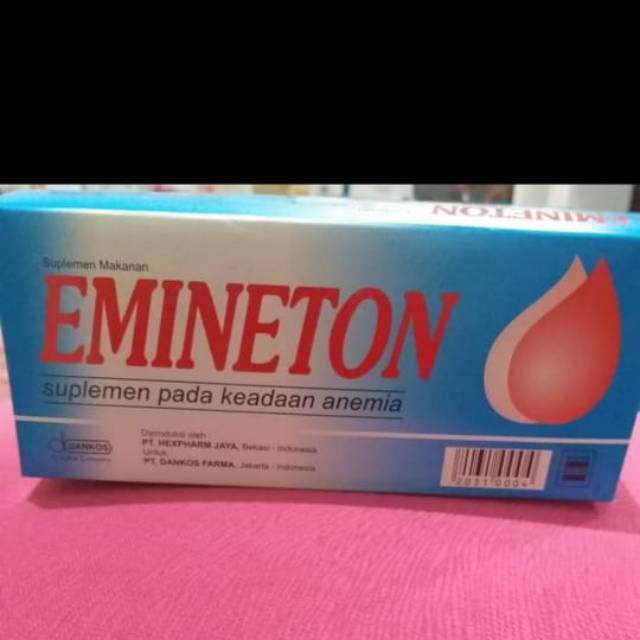 EMINETON
Suplemen Makanan
EMINETON
suplemen pada keadaan anemia
DANKOS
Diproduksi oleh :
PT. HEXPHARM JAYA, Bekasi - Indonesia
Untuk
PT. DANKOS FARMA, Jakarta - Indonesia
20310004